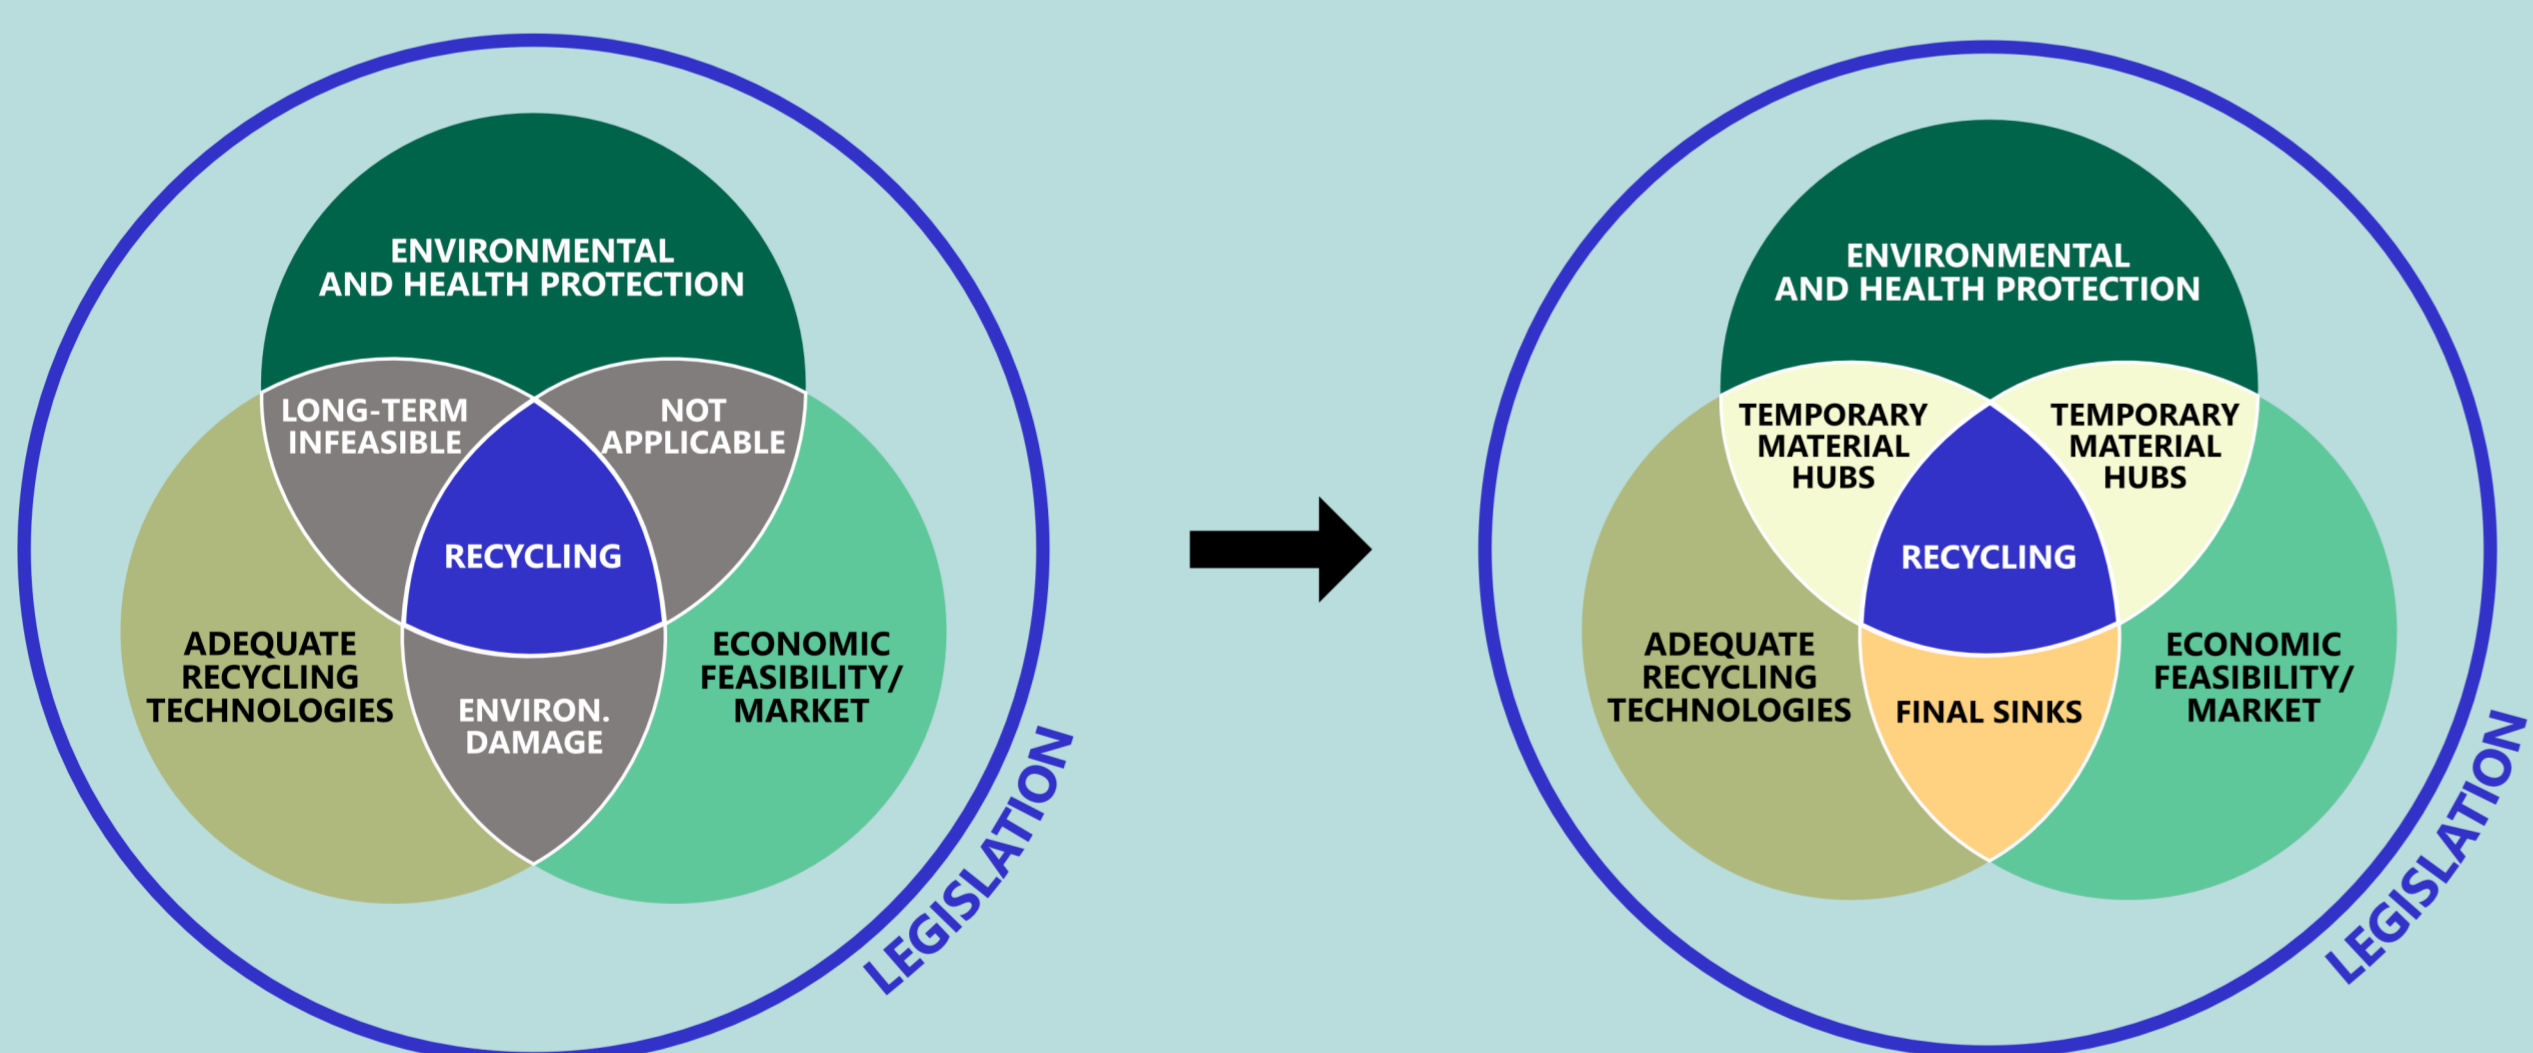 ENVIRONMENTAL
AND HEALTH PROTECTION
LONG-TERM
INFEASIBLE
NOT
APPLICABLE
RECYCLING
ADEQUATE
RECYCLING
TECHNOLOGIES
ENVIRON.
DAMAGE
ECONOMIC
FEASIBILITY/
MARKET
LEGISLATION
ENVIRONMENTAL
AND HEALTH PROTECTION
TEMPORARY
MATERIAL
HUBS
TEMPORARY
MATERIAL
HUBS
RECYCLING
ADEQUATE
RECYCLING
TECHNOLOGIES
FINAL SINKS
ECONOMIC
FEASIBILITY/
MARKET
LEGISLATION